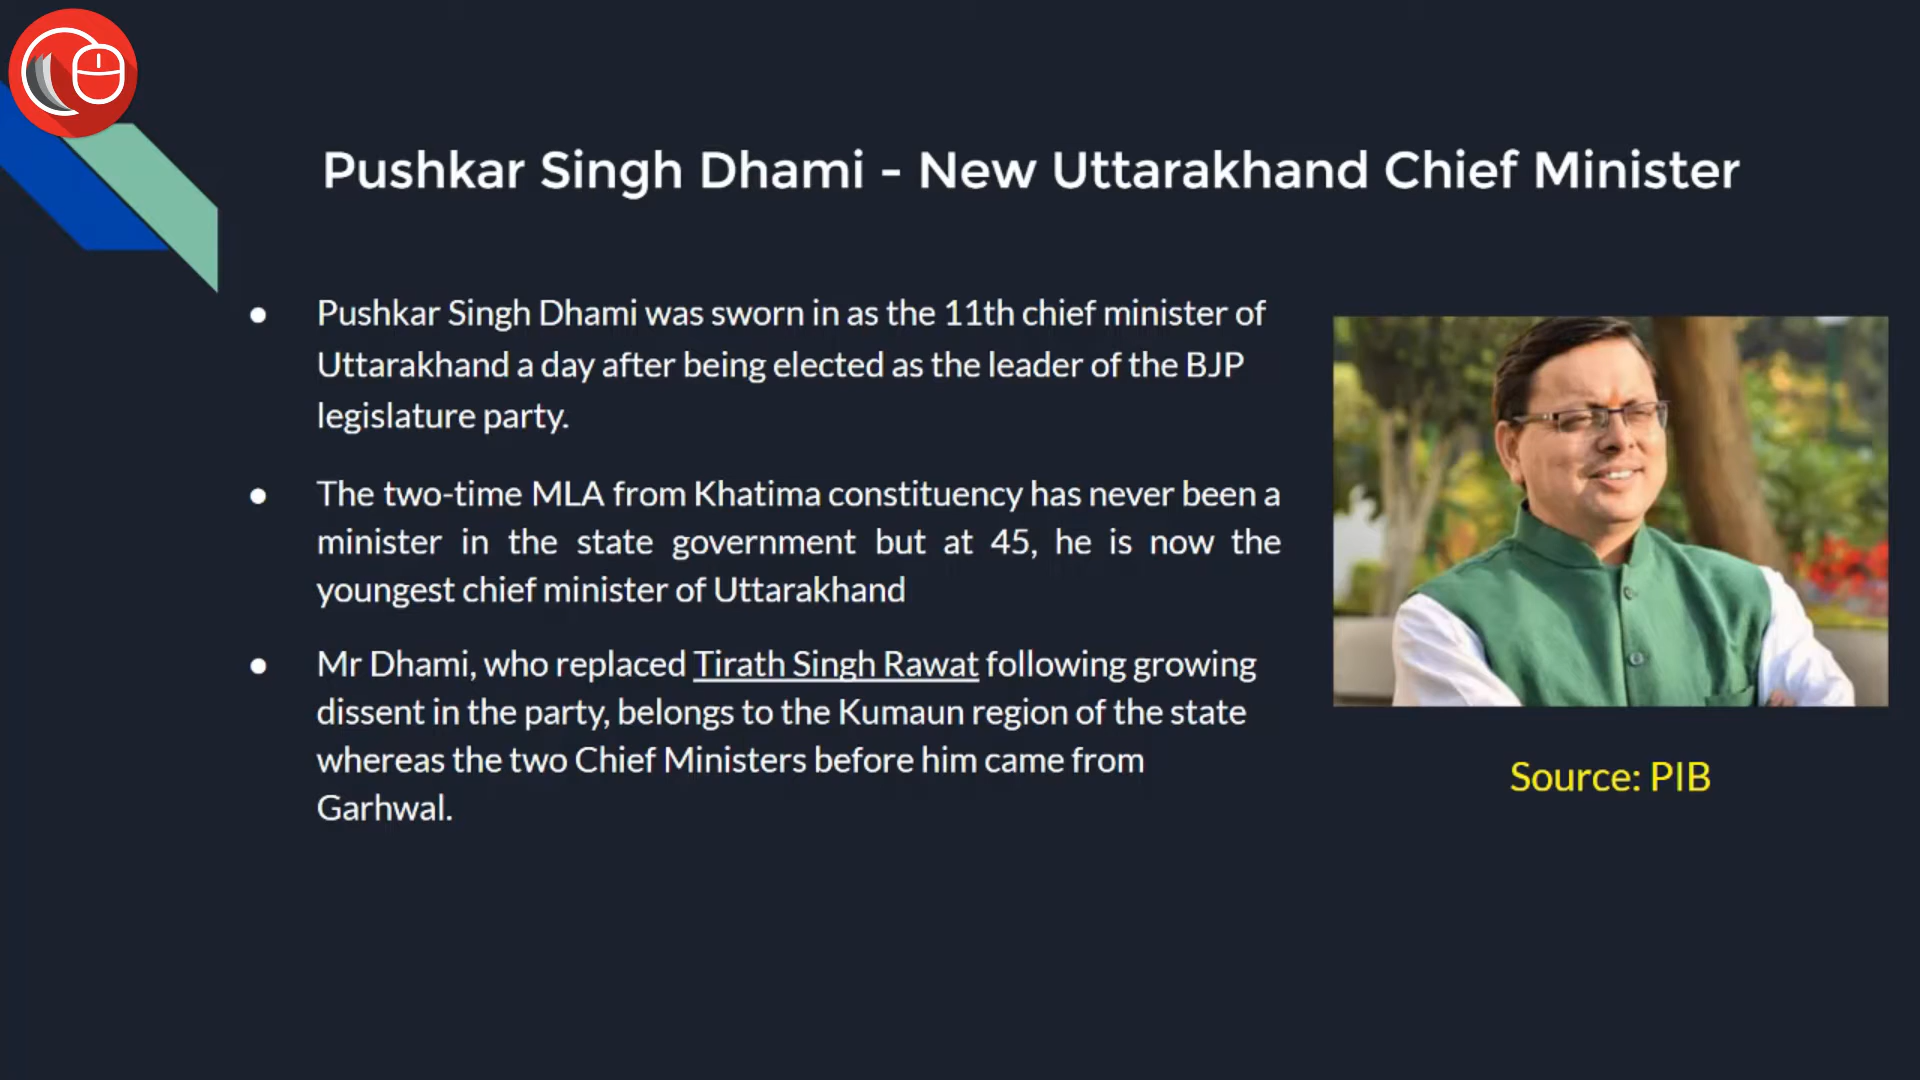 Pushkar Singh Dhami - New Uttarakhand Chief Minister
● Pushkar Singh Dhami was sworn in as the 11th chief minister of
Uttarakhand a day after being elected as the leader of the BJP
legislature party.
● The two-time MLA from Khatima constituency has never been a
minister in the state government but at 45, he is now the
youngest chief minister of Uttarakhand
● Mr Dhami, who replaced Tirath Singh Rawat following growing
dissent in the party, belongs to the Kumaun region of the state
whereas the two Chief Ministers before him came from
Garhwal.
Source: PIB